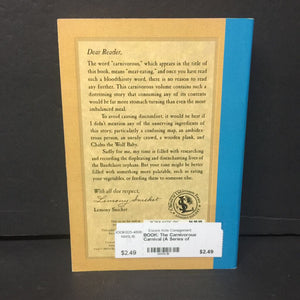 Dear Reader,
The word "carnivorous," which appears in the title of
this book, means "meat-eating," and once you have read
such a bloodthirsty word, there is no reason to read
any further. This carnivorous volume contains such a
distressing story that consuming any of its contents
would be far more stomach-turning than even the most
imbalanced meal.
To avoid causing discomfort, it would be best if
I didn't mention any of the unnerving ingredients of
this story, particularly a confusing map, an ambidex-
trous person, an unruly crowd, a wooden plank, and
Chabo the Wolf Baby.
Sadly for me, my time is filled with researching
and recording the displeasing and disenchanting lives of
the Baudelaire orphans. But your time might be better
filled with something more palatable, such as eating
your vegetables, or feeding them to someone else.
With all due respect,
Lemony Snicket
Lemony Snicket
BOOK: The Carnivorous
Carnival (A Series of
$2.49
$2.49